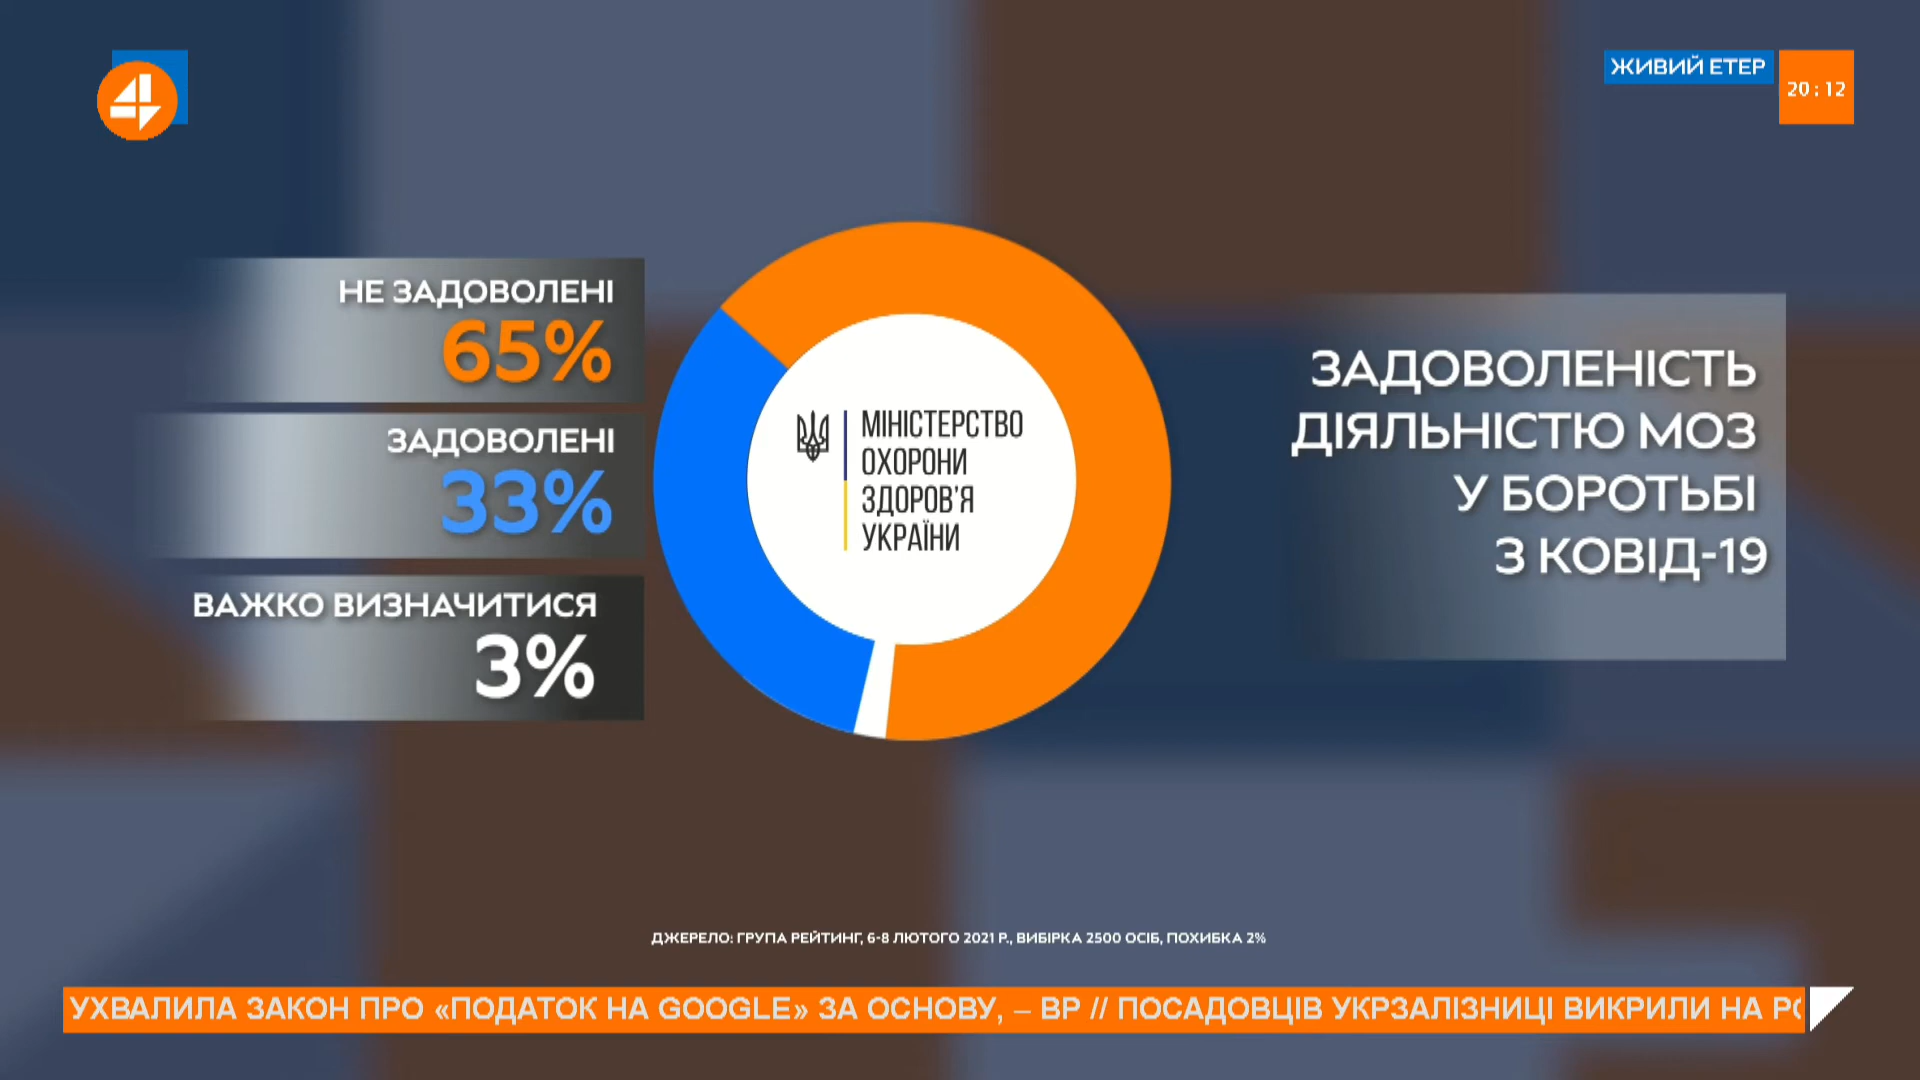 ЖИВИЙ ЕТЕР
20:12
НЕ ЗАДОВОЛЕНІ
65%
ЗАДОВОЛЕНІ
33%
ВАЖКО ВИЗНАЧИТИСЯ
3%
МІНІСТЕРСТВО
ОХОРОНИ
ЗДОРОВ'Я
УКРАЇНИ
ЗАДОВОЛЕНІСТЬ
ДІЯЛЬНІСТЮ МОЗ
У БОРОТЬБІ
З КОВІД-19
ДЖЕРЕЛО: ГРУПА РЕЙТИНГ, 6-8 ЛЮТОГО 2021 Р., ВИБІРКА 2500 ОСІБ, ПОХИБКА 2%
УХВАЛИЛА ЗАКОН ПРО «ПОДАТОК НА GOOGLE» ЗА ОСНОВУ, – ВР // ПОСАДОВЦІВ УКРЗАЛІЗНИЦІ ВИКРИЛИ НА